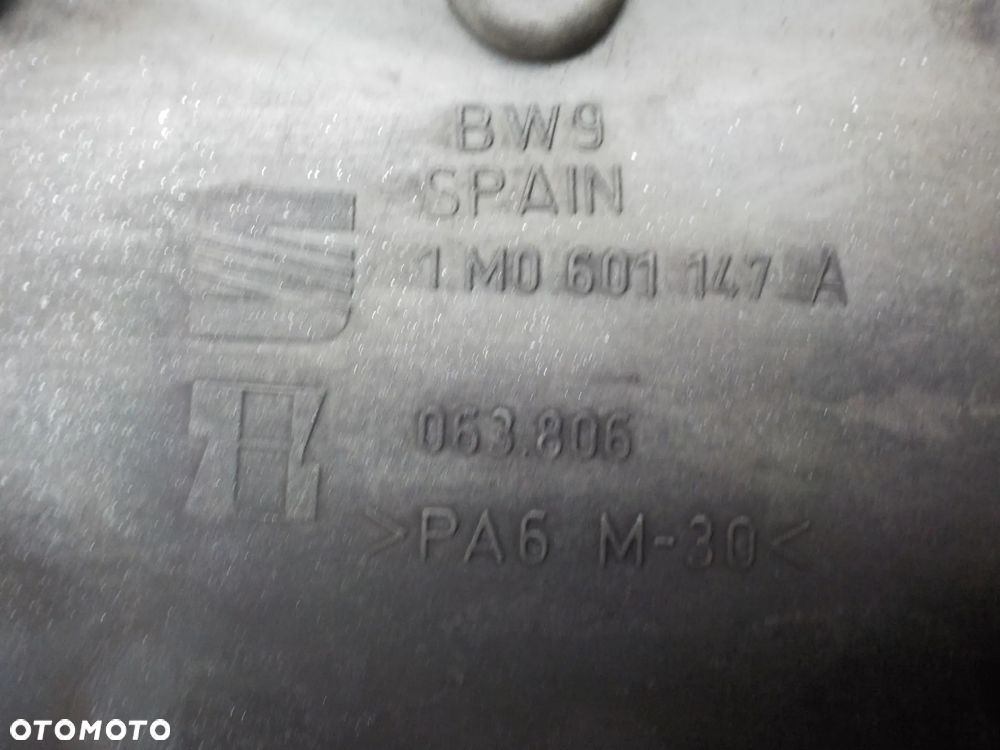 BW9
SPAIN
1M0 601 147 A
063.806
>PA6 M-30<
OTOMOTO